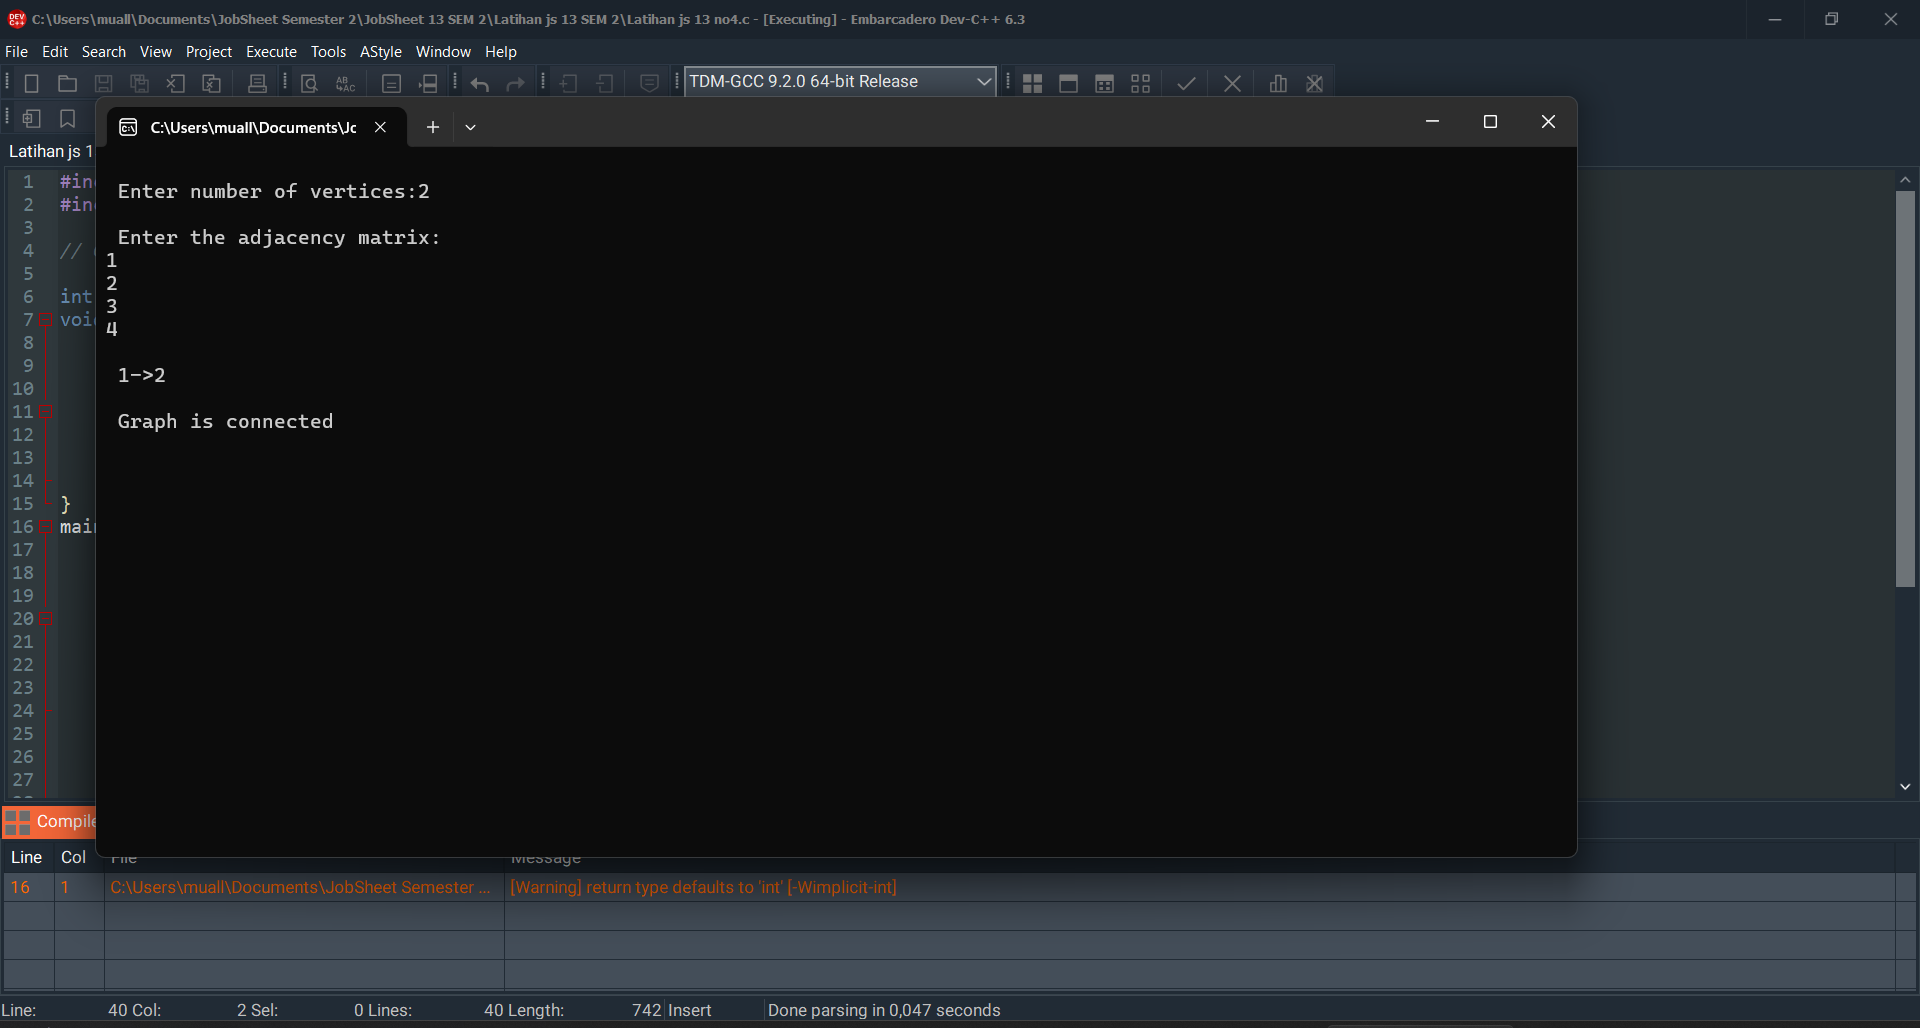 C:\Users\muall\Documents\JobSheet Semester 2\JobSheet 13 SEM 2\Latihan js 13 SEM 2\Latihan js 13 no4.c - [Executing] - Embarcadero Dev-C++ 6.3
File Edit Search View Project Execute Tools AStyle Window Help
TDM-GCC 9.2.0 64-bit Release
C:\Users\muall\Documents\Jc
Latihan js 1
1 #in
2 #in
3
4 //
5
6 int
7 voi
8
9
10
11
12
13
14
15 }
16 mai
17
18
19
20
21
22
23
24
25
26
27
Enter number of vertices:2
Enter the adjacency matrix:
1
2
3
4
1->2
Graph is connected
Compile
Line Col File Message
16 1 C:\Users\muall\Documents\JobSheet Semester ... [Warning] return type defaults to 'int' [-Wimplicit-int]
Line: 40 Col: 2 Sel: 0 Lines: 40 Length: 742 Insert Done parsing in 0,047 seconds